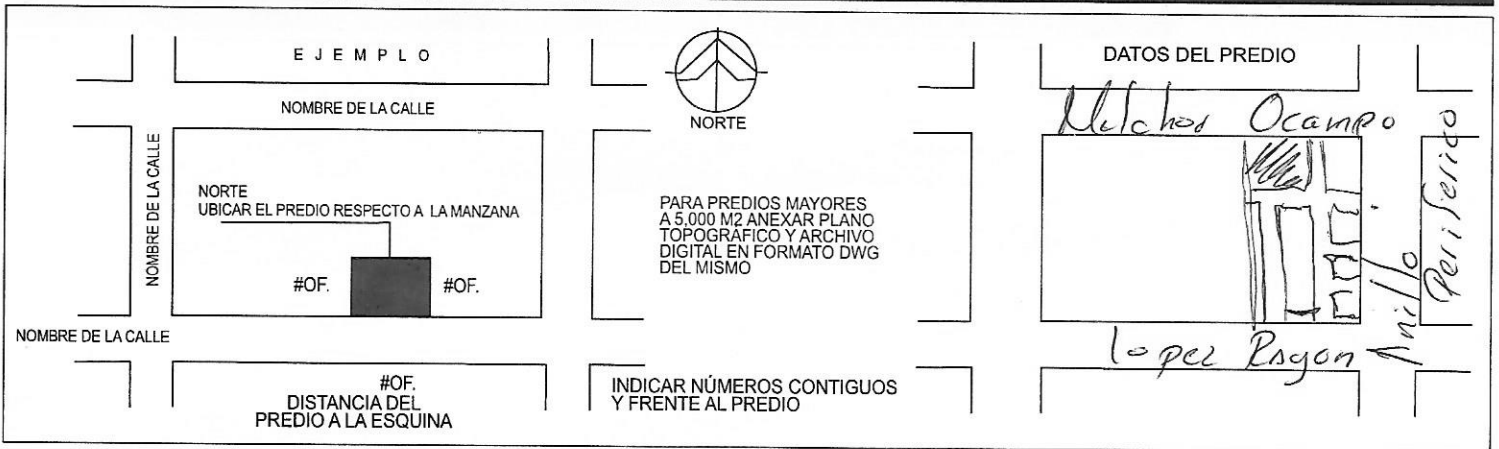 EJEMPLO
NOMBRE DE LA CALLE
NOMBRE DE LA CALLE
NORTE
UBICAR EL PREDIO RESPECTO A LA MANZANA
#OF.
#OF.
NOMBRE DE LA CALLE
#OF.
DISTANCIA DEL
PREDIO A LA ESQUINA
NORTE
PARA PREDIOS MAYORES
A 5,000 M2 ANEXAR PLANO
TOPOGRAFICO Y ARCHIVO
DIGITAL EN FORMATO DWG
DEL MISMO
INDICAR NÚMEROS CONTIGUOS
Y FRENTE AL PREDIO
DATOS DEL PREDIO
Melchor Ocampo
Anillo
Periferico
Lopez Rayon